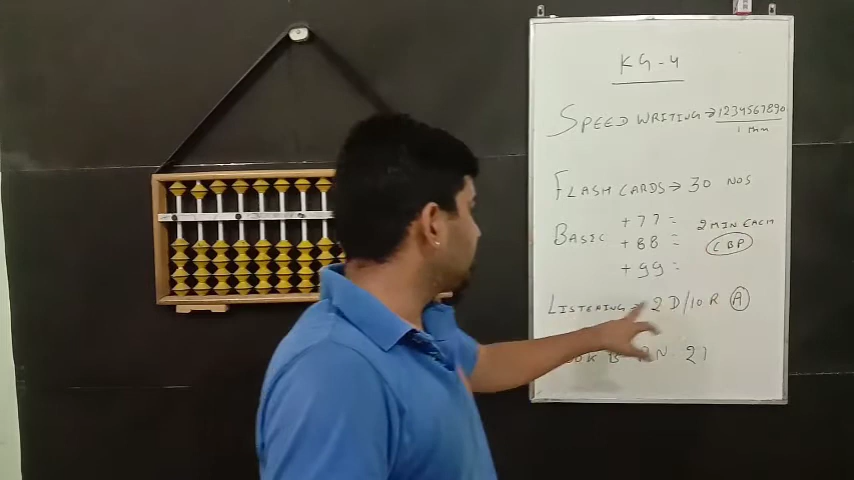 KG-4
SPEED WRITING → 1234567890
1 min
FLASH CARDS → 30 NOS
BASIC +77= 2 MIN EACH
+88= LBP
+99=
LISTENING → 2D/10R A
21